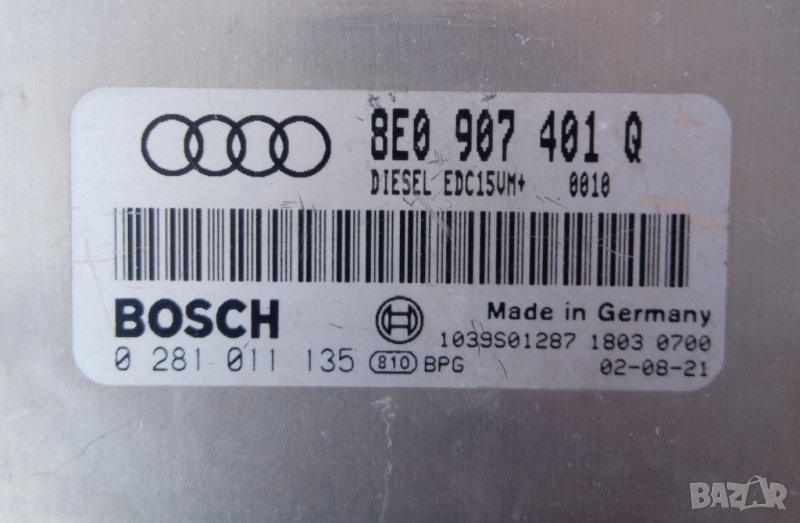 8E0 907 401 Q
DIESEL EDC15VM+ 0010
BOSCH
Made in Germany
1039S01287 1803 0700
0 281 011 135 810 BPG 02-08-21
BAZAR